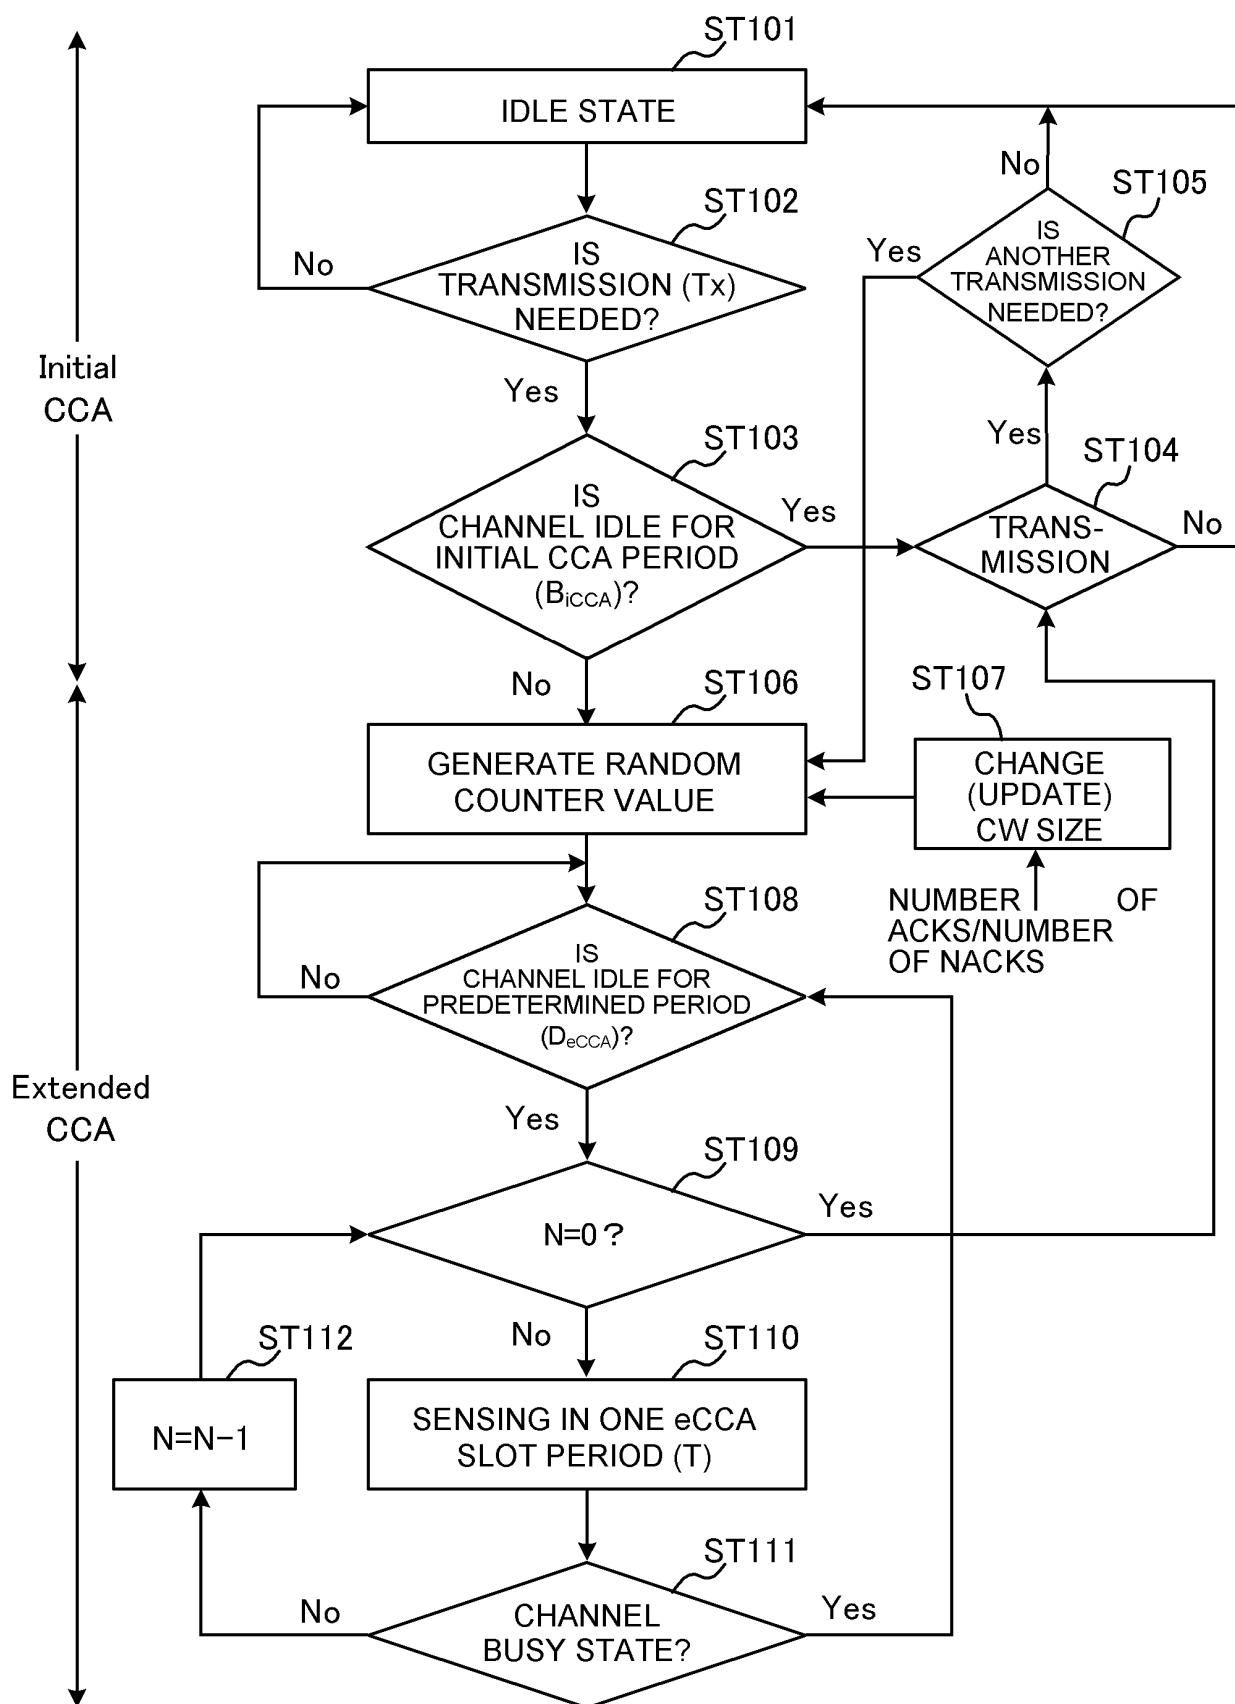 ST101
IDLE STATE
ST102
IS
TRANSMISSION (Tx)
NEEDED?
No
Yes
No
ST105
IS
ANOTHER
TRANSMISSION
NEEDED?
Yes
Initial
CCA
ST103
IS
CHANNEL IDLE FOR
INITIAL CCA PERIOD
(BiCCA)?
Yes
No
Yes
ST104
TRANS-
MISSION
No
ST106
GENERATE RANDOM
COUNTER VALUE
ST107
CHANGE
(UPDATE)
CW SIZE
NUMBER OF
ACKS/NUMBER
OF NACKS
ST108
IS
CHANNEL IDLE FOR
PREDETERMINED PERIOD
(DeCCA)?
No
Yes
Extended
CCA
ST109
N=0?
Yes
No
ST110
SENSING IN ONE eCCA
SLOT PERIOD (T)
ST112
N=N-1
ST111
CHANNEL
BUSY STATE?
No
Yes